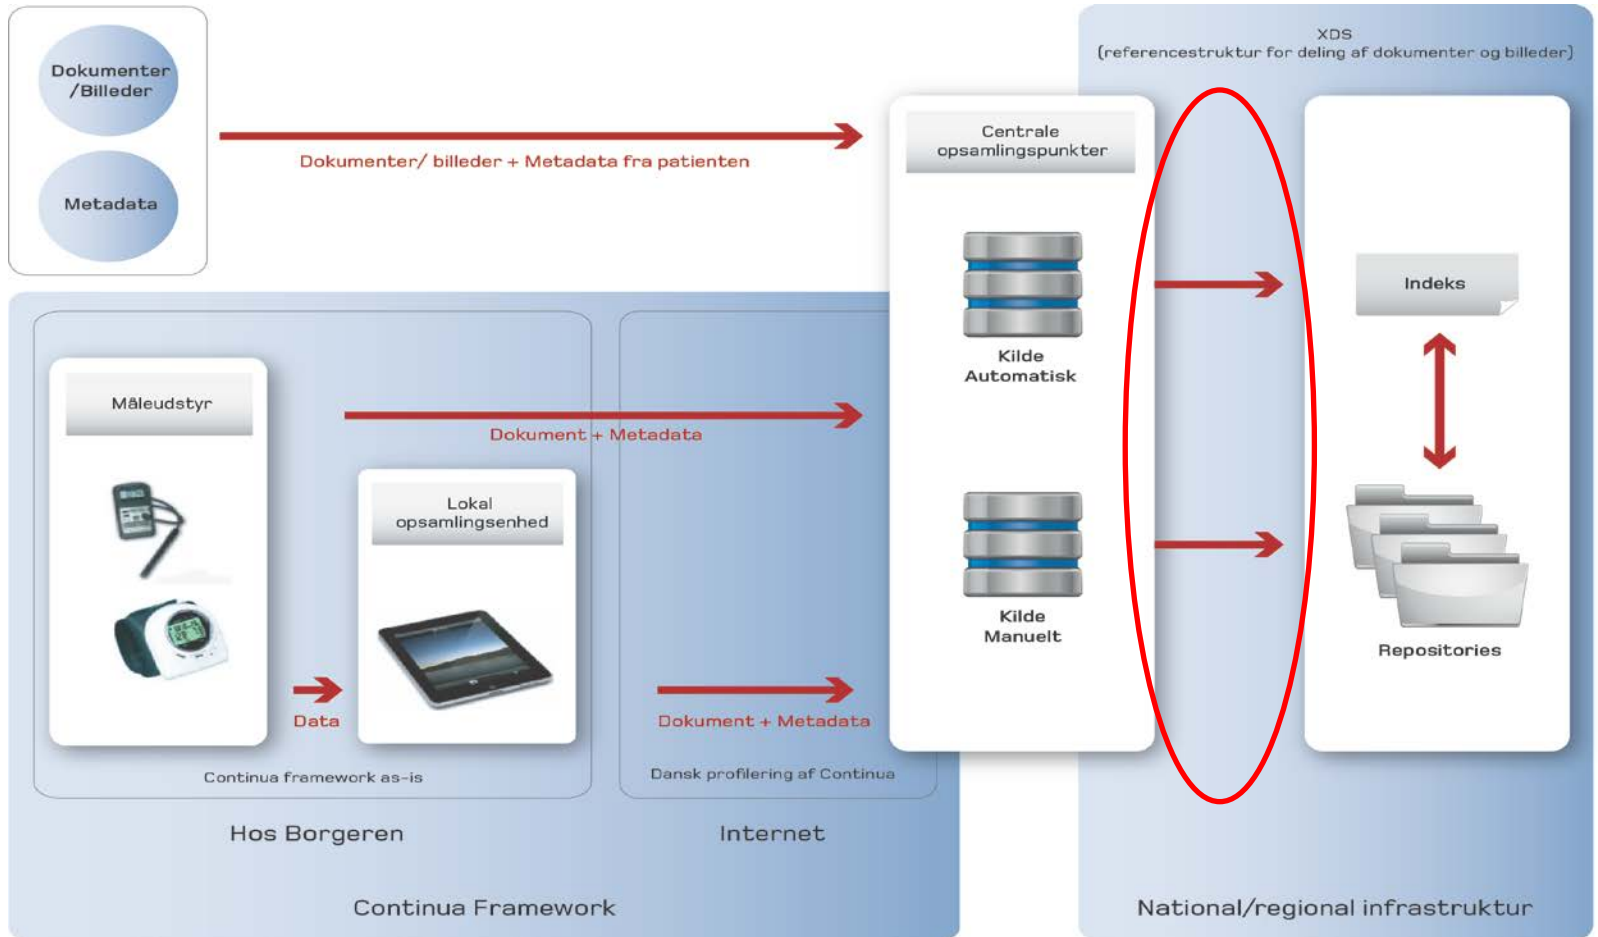 Dokumenter
/Billeder
Metadata
Dokumenter/ billeder + Metadata fra patienten
XDS
(referencestruktur for deling af dokumenter og billeder)
Centrale
opsamlingspunkter
Kilde
Automatisk
Kilde
Manuelt
Indeks
Repositories
Måleudstyr
Dokument + Metadata
Lokal
opsamlingsenhed
Data
Dokument + Metadata
Continua framework as-is
Dansk profilering af Continua
Hos Borgeren
Internet
Continua Framework
National/regional infrastruktur